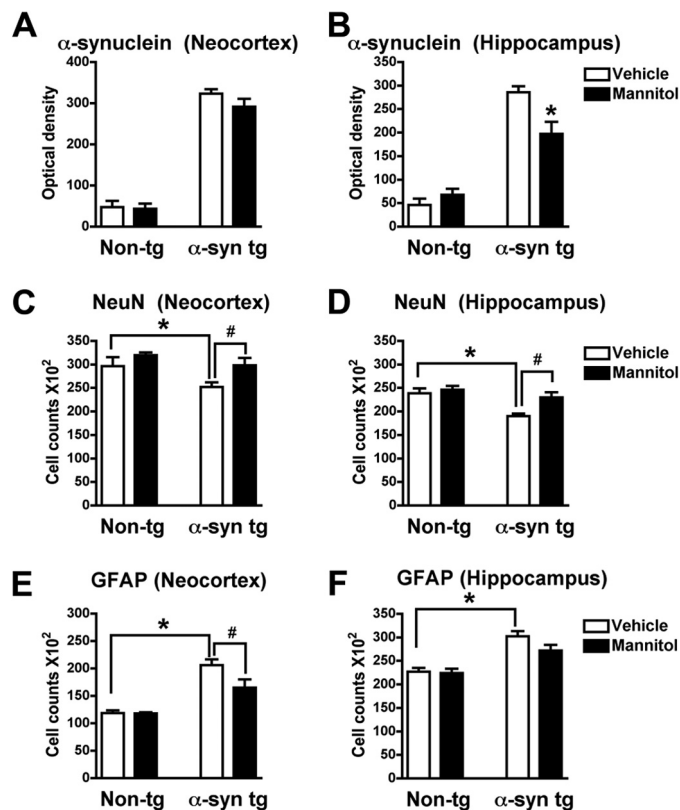 A
α-synuclein (Neocortex)
400
300
200
100
0
Optical density
Non-tg α-syn tg
B
α-synuclein (Hippocampus)
350
300
250
200
150
100
50
0
Optical density
*
Non-tg α-syn tg
Vehicle
Mannitol
C
NeuN (Neocortex)
350
300
250
200
150
100
50
0
Cell counts X10²
*
#
Non-tg α-syn tg
D
NeuN (Hippocampus)
350
300
250
200
150
100
50
0
Cell counts X10²
*
#
Non-tg α-syn tg
Vehicle
Mannitol
E
GFAP (Neocortex)
300
250
200
150
100
50
0
Cell counts X10²
*
#
Non-tg α-syn tg
F
GFAP (Hippocampus)
350
300
250
200
150
100
50
0
Cell counts X10²
*
Non-tg α-syn tg
Vehicle
Mannitol